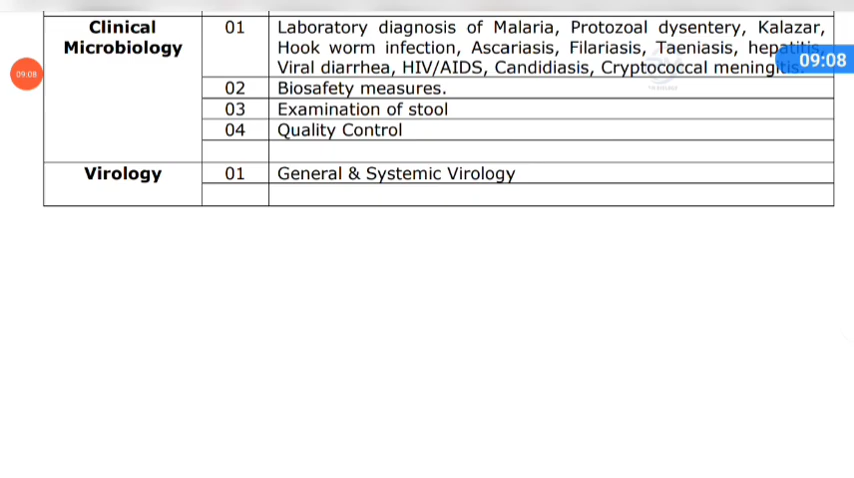 Clinical Microbiology
01
Laboratory diagnosis of Malaria, Protozoal dysentery, Kalazar,
Hook worm infection, Ascariasis, Filariasis, Taeniasis, hepatitis,
Viral diarrhea, HIV/AIDS, Candidiasis, Cryptococcal meningitis.
02 Biosafety measures.
03 Examination of stool
04 Quality Control
Virology 01 General & Systemic Virology
09:08
09:08